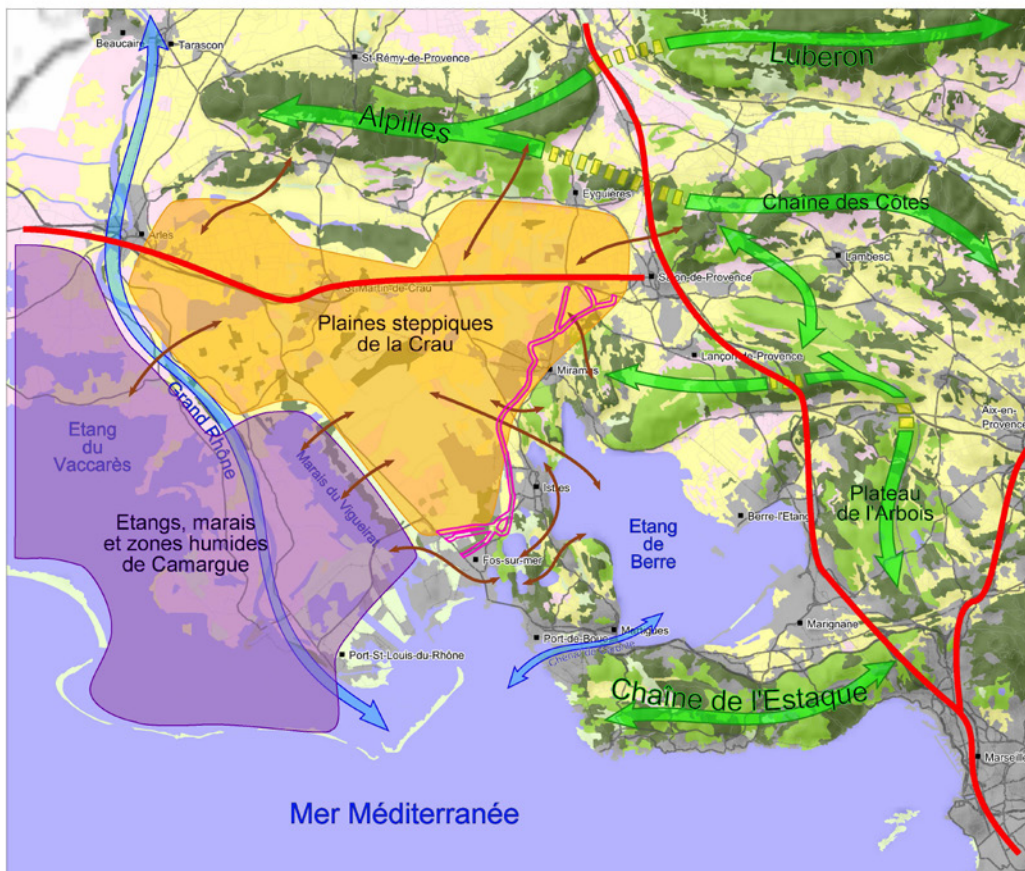 Beaucaire
Tarascon
St-Rémy-de-Provence
Luberon
Alpilles
Eyguières
Chaîne des Côtes
Arles
Lambesc
Salon-de-Provence
St-Martin-de-Crau
Plaines steppiques
de la Crau
Lançon-de-Provence
Miramas
Grand Rhône
Aix-en-
Provence
Etang
du
Vaccarès
Marais du Vigueirat
Istres
Plateau
de l'Arbois
Berre-l'Etang
Etangs, marais
et zones humides
de Camargue
Etang
de
Berre
Fos-sur-mer
Marignane
Port-de-Bouc
Martigues
Port-St-Louis-du-Rhône
Chaîne de l'Estaque
Marseille
Mer Méditerranée